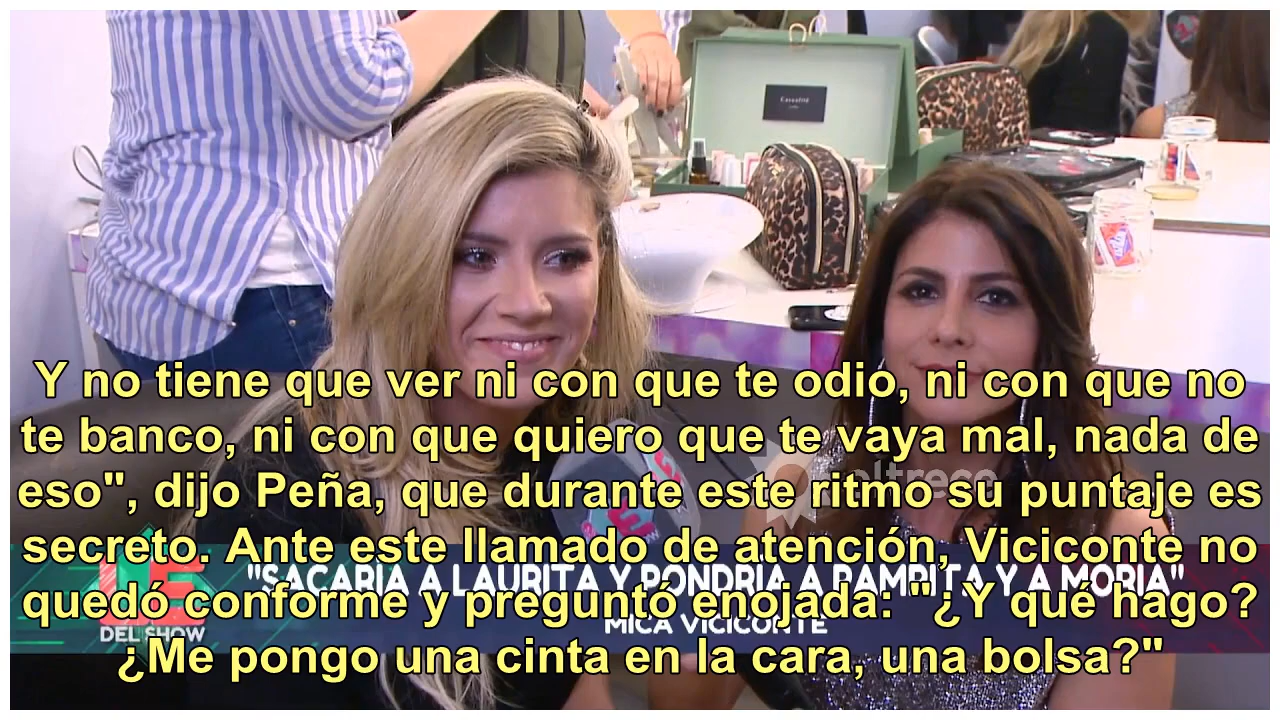 Y no tiene que ver ni con que te odio, ni con que no
te banco, ni con que quiero que te vaya mal, nada de
eso", dijo Peña, que durante este ritmo su puntaje es
secreto. Ante este llamado de atención, Viciconte no
quedó conforme y preguntó enojada: "¿Y qué hago?
¿Me pongo una cinta en la cara, una bolsa?"
"SACARÍA A LAURITA Y PONDRÍA A PAMPITA Y A MORIA"
DEL SHOW
MICA VICICONTE
eltrece